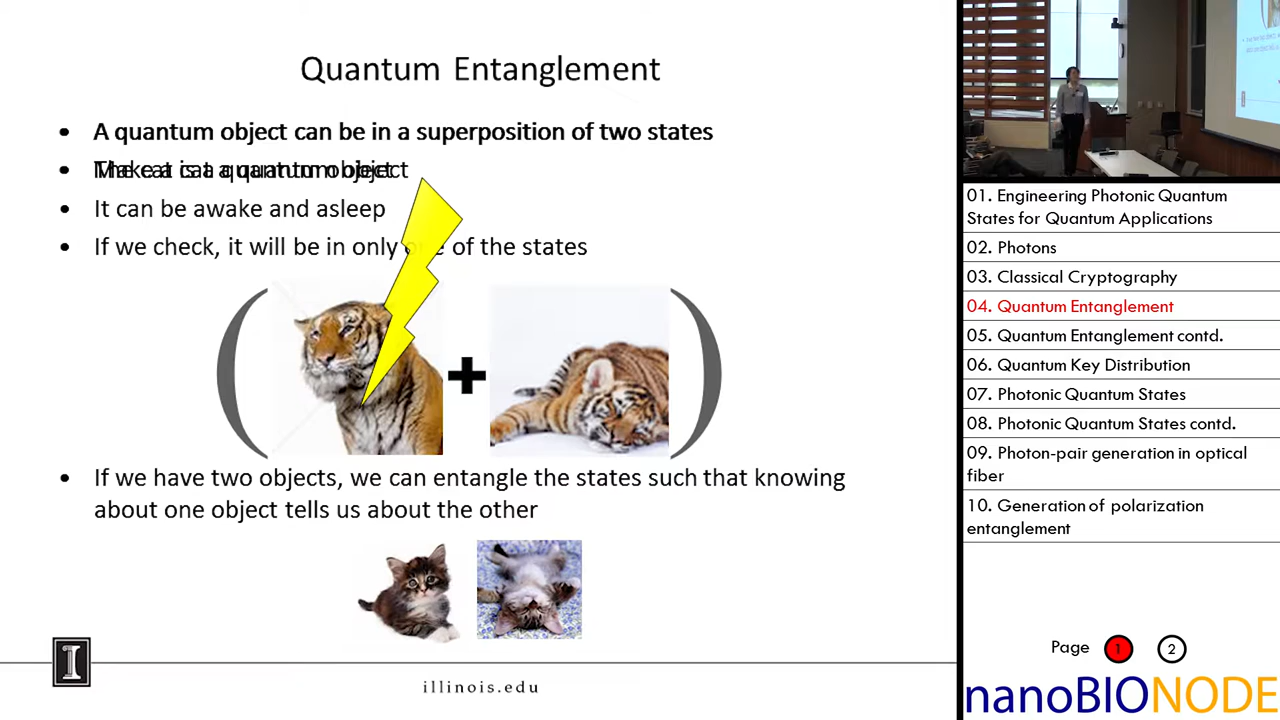 Quantum Entanglement
• A quantum object can be in a superposition of two states
• a quantum object
• It can be awake and asleep
• If we check, it will be in only one of the states
( + )
• If we have two objects, we can entangle the states such that knowing
about one object tells us about the other
I
illinois.edu
01. Engineering Photonic Quantum
States for Quantum Applications
02. Photons
03. Classical Cryptography
04. Quantum Entanglement
05. Quantum Entanglement contd.
06. Quantum Key Distribution
07. Photonic Quantum States
08. Photonic Quantum States contd.
09. Photon-pair generation in optical
fiber
10. Generation of polarization
entanglement
Page 1 2
nanoBIONODE